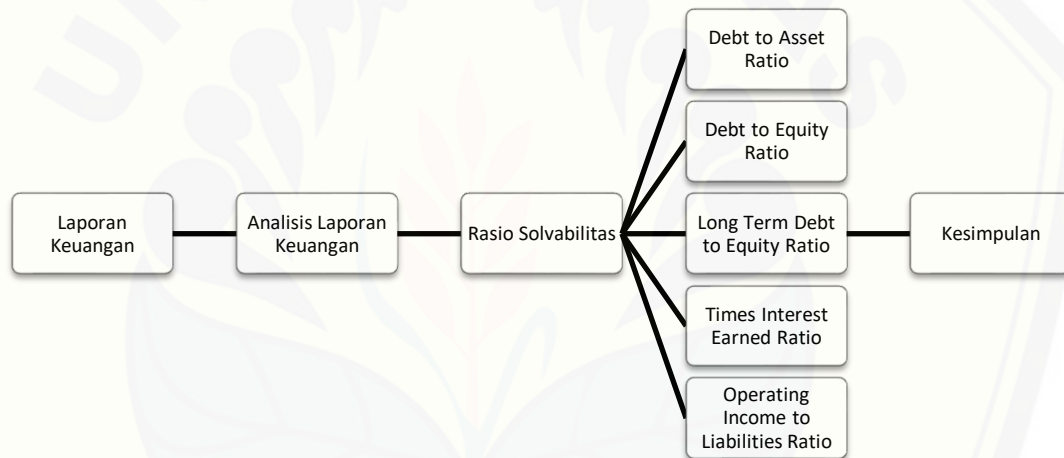 Laporan
Keuangan
Analisis Laporan
Keuangan
Rasio Solvabilitas
Debt to Asset
Ratio
Debt to Equity
Ratio
Long Term Debt
to Equity Ratio
Times Interest
Earned Ratio
Operating
Income to
Liabilities Ratio
Kesimpulan